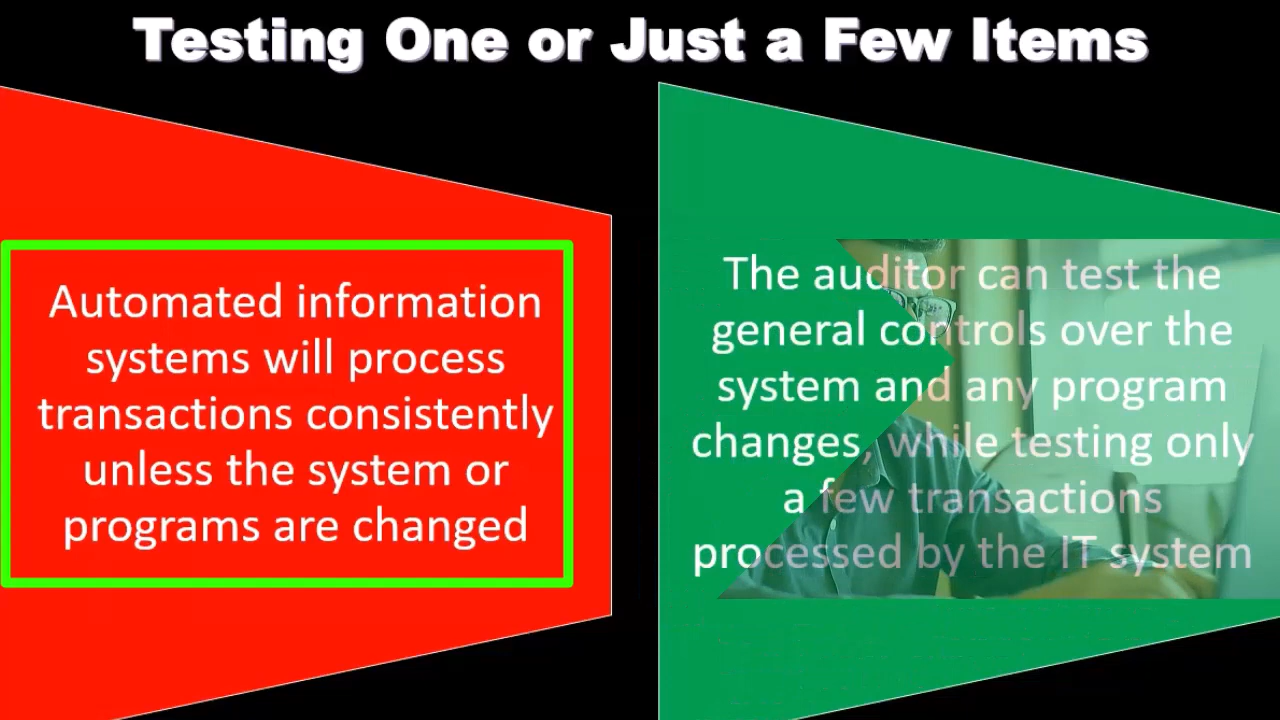 Testing One or Just a Few Items
Automated information
systems will process
transactions consistently
unless the system or
programs are changed
The auditor can test the
general controls over the
system and any program
changes, while testing only
a few transactions
processed by the IT system